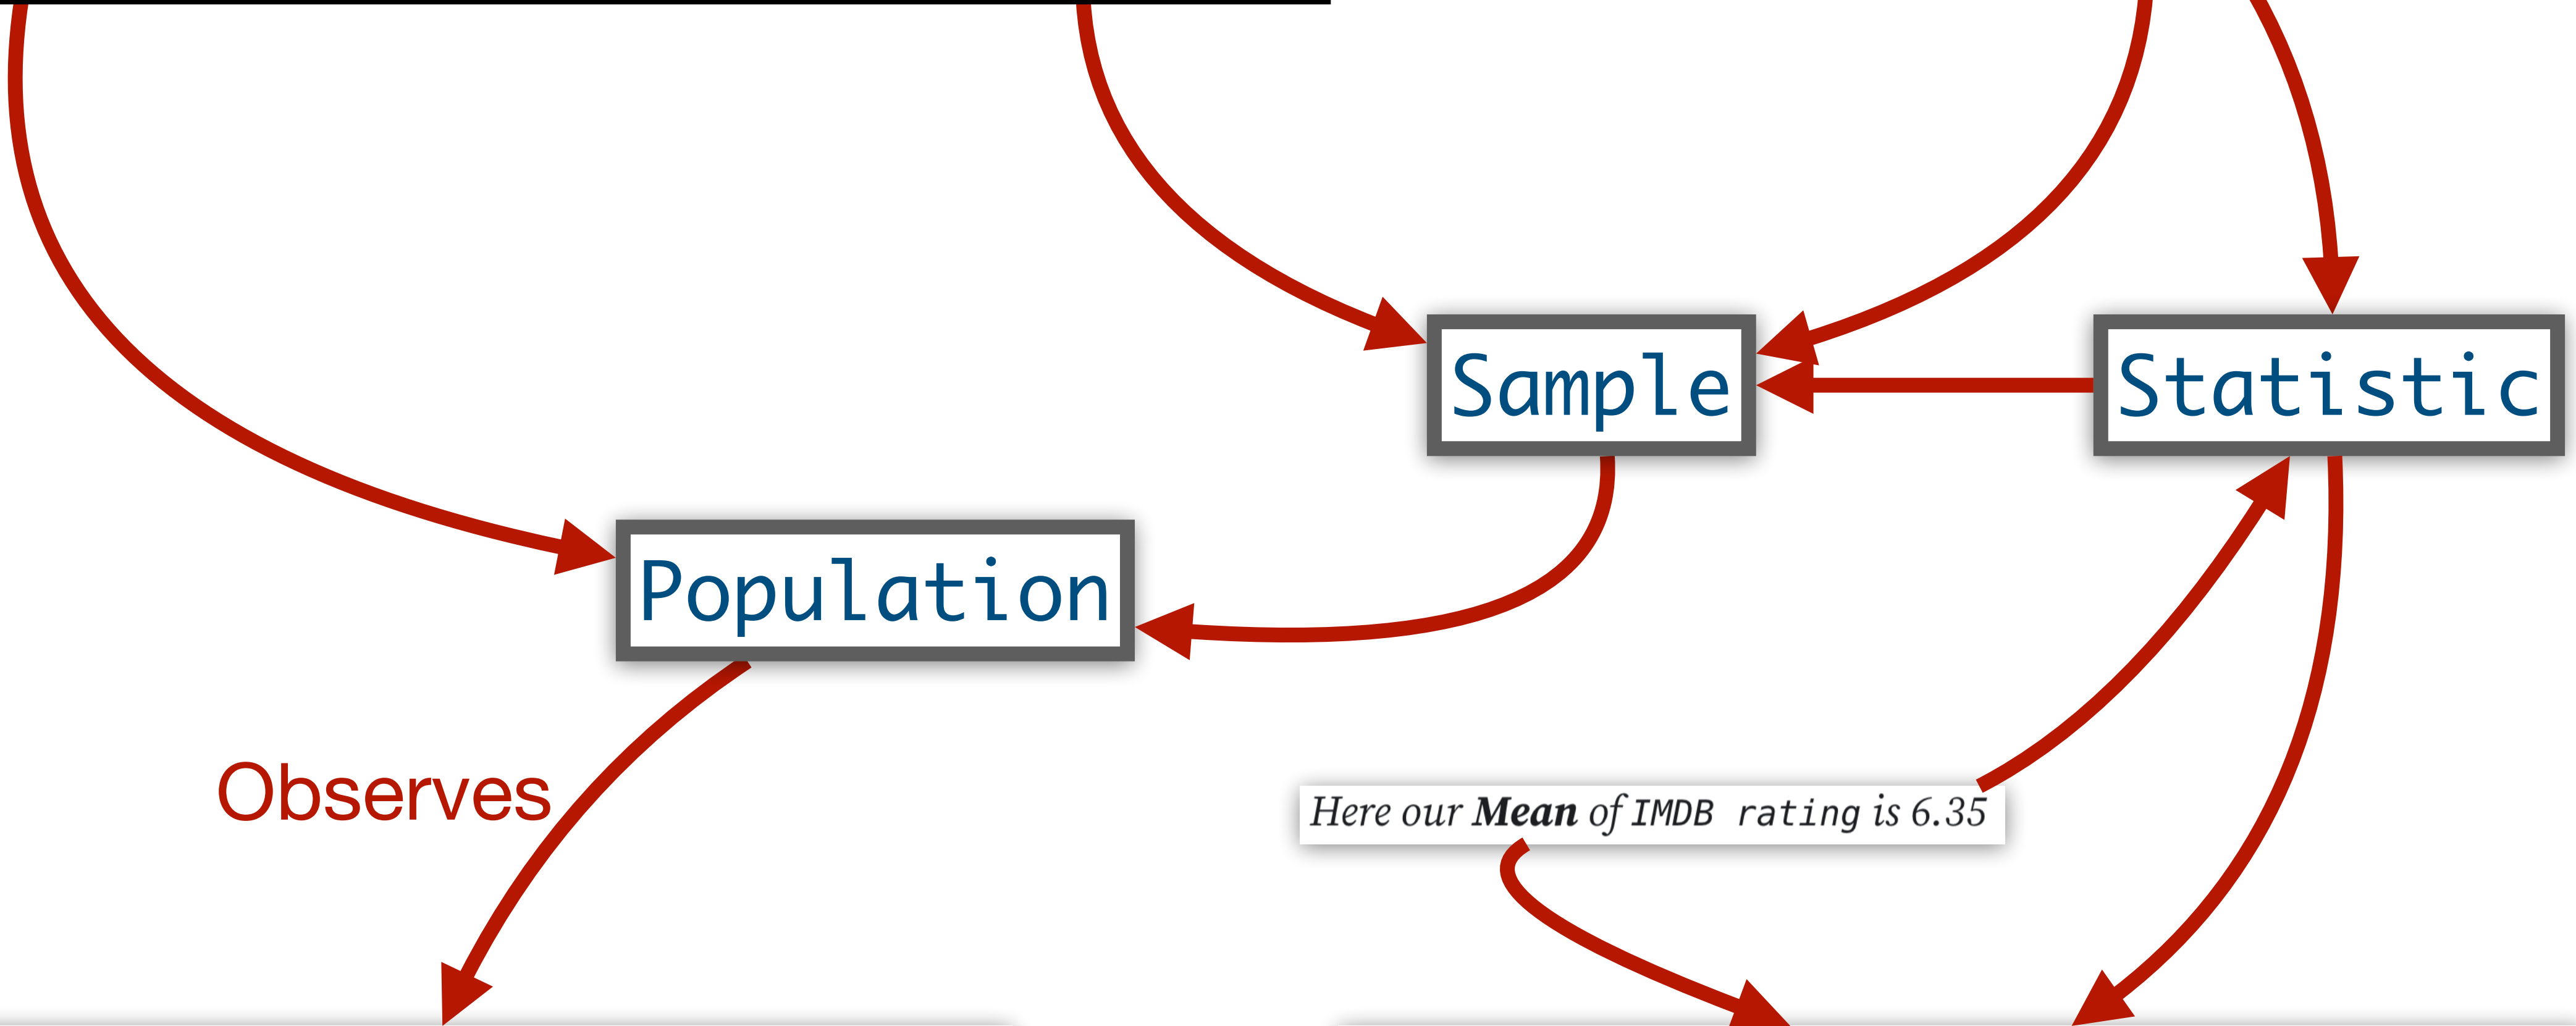 Sample
Statistic
Population
Observes
Here our Mean of IMDB rating is 6.35